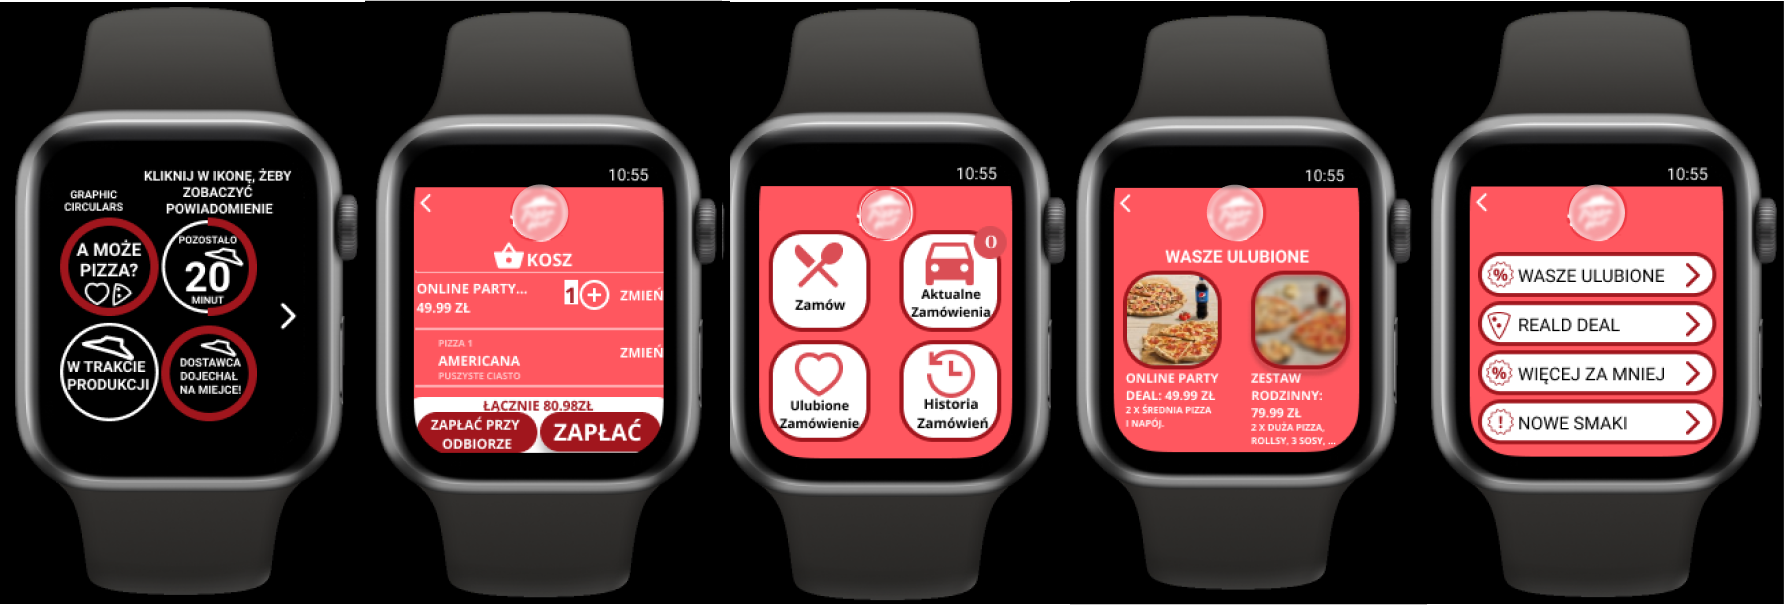 KLIKNIJ W IKONĘ, ŻEBY
ZOBACZYĆ
POWIADOMIENIE
GRAPHIC
CIRCULARS
A MOŻE
PIZZA?
POZOSTAŁO
20
MINUT
W TRAKCIE
PRODUKCJI
DOSTAWCA
DOJECHAŁ
NA MIEJCE!
10:55
KOSZ
ONLINE PARTY...
49.99 ZŁ
1
ZMIEŃ
PIZZA 1
AMERICANA
PUSZYSTE CIASTO
ZMIEŃ
ŁĄCZNIE 80.98ZŁ
ZAPŁAĆ PRZY
ODBIORZE
ZAPŁAĆ
10:55
Zamów
0
Aktualne
Zamówienia
Ulubione
Zamówienie
Historia
Zamówień
10:55
WASZE ULUBIONE
ONLINE PARTY
DEAL: 49.99 ZŁ
2 X ŚREDNIA PIZZA
I NAPÓJ.
ZESTAW
RODZINNY:
79.99 ZŁ
2 X DUŻA PIZZA,
ROLLSY, 3 SOSY, ...
10:55
% WASZE ULUBIONE
REALD DEAL
% WIĘCEJ ZA MNIEJ
! NOWE SMAKI